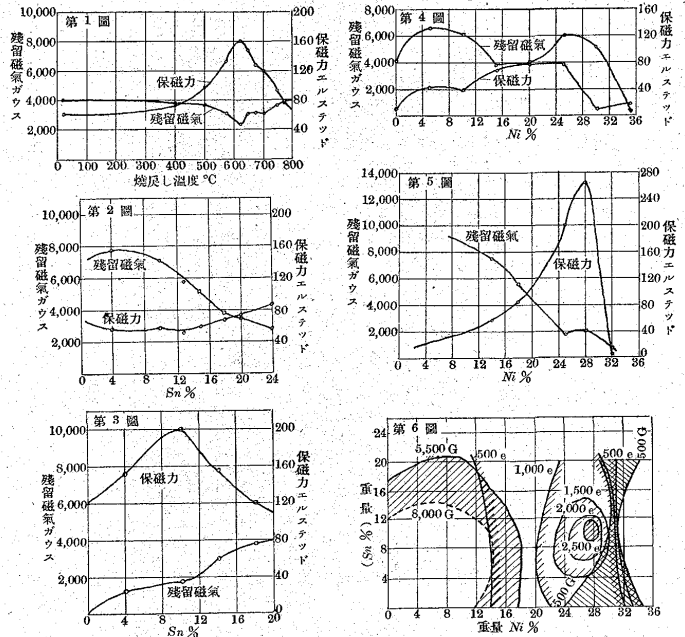 第1圖
殘留磁氣ガウス
10,000
8,000
6,000
4,000
2,000
保磁力
殘留磁氣
200
160
120
80
40
保磁力エルステッド
0 100 200 300 400 500 600 700 800
燒戾し溫度 ℃
第2圖
殘留磁氣ガウス
10,000
8,000
6,000
4,000
2,000
殘留磁氣
保磁力
200
160
120
80
40
保磁力エルステッド
0 4 8 12 16 20 24
Sn%
第3圖
殘留磁氣ガウス
10,000
8,000
6,000
4,000
2,000
保磁力
殘留磁氣
200
160
120
80
40
0
保磁力エルステッド
0 4 8 12 16 20
Sn%
第4圖
殘留磁氣ガウス
8,000
6,000
4,000
2,000
0
殘留磁氣
保磁力
160
120
80
40
保磁力エルステッド
0 5 10 15 20 25 30 36
Ni%
第5圖
殘留磁氣ガウス
14,000
12,000
10,000
8,000
6,000
4,000
2,000
0
殘留磁氣
保磁力
280
240
200
160
120
80
40
0
保磁力エルステッド
0 4 8 12 16 20 24 28 32
Ni%
第6圖
重量
(Sn%)
24
20
16
12
8
4
5,500 G
8,000 G
500 e
1,000 e
1,500 e
2,000 e
2,500 e
500 G
500 e
500 G
0 4 8 12 16 20 24 28 32 36
重量 Ni%